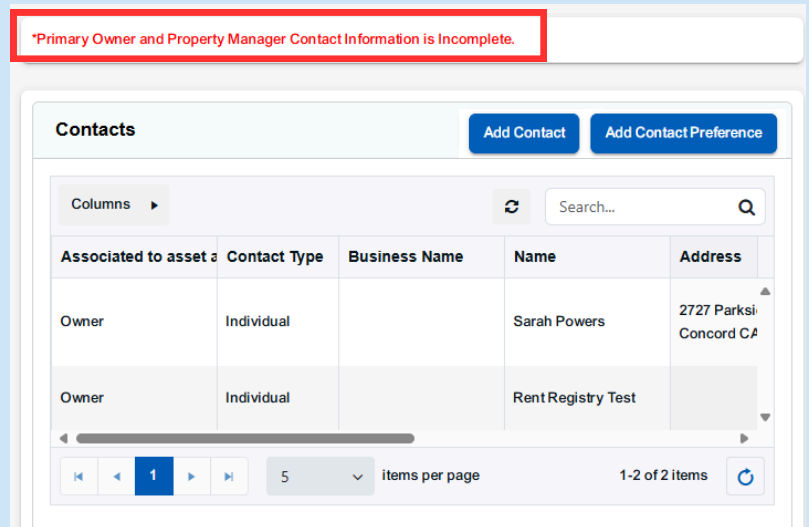 *Primary Owner and Property Manager Contact Information is Incomplete.
Contacts
Add Contact
Add Contact Preference
Columns
Search...
Associated to asset a Contact Type Business Name Name Address
Owner Individual Sarah Powers 2727 Parksi
Concord CA
Owner Individual Rent Registry Test
1 5 items per page 1-2 of 2 items